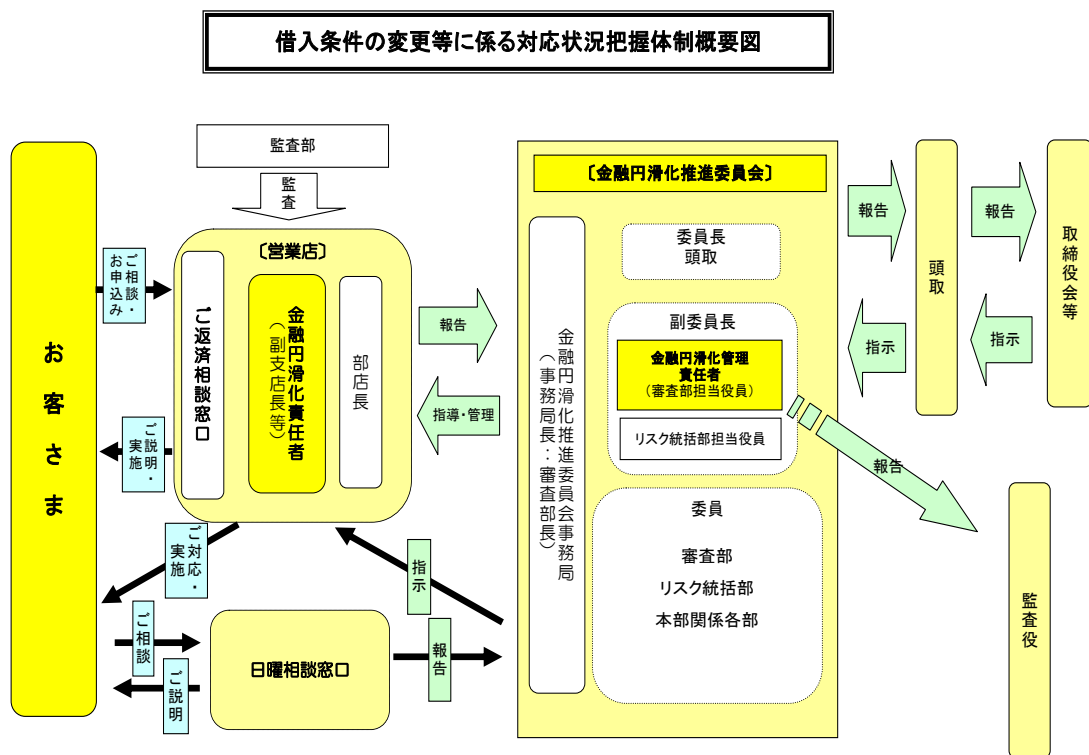 借入条件の変更等に係る対応状況把握体制概要図
監査部
監査
お客さま
ご相談・
お申込み
ご説明・
実施
ご対応・
実施
ご相談
ご説明
〔営業店〕
ご返済相談窓口
金融円滑化責任者
（副支店長等）
部店長
日曜相談窓口
報告
指導・管理
指示
報告
〔金融円滑化推進委員会〕
金融円滑化推進委員会事務局
（事務局長：審査部長）
委員長
頭取
副委員長
金融円滑化管理
責任者
（審査部担当役員）
リスク統括部担当役員
委員
審査部
リスク統括部
本部関係各部
報告
指示
頭取
報告
指示
取締役会等
報告
監査役